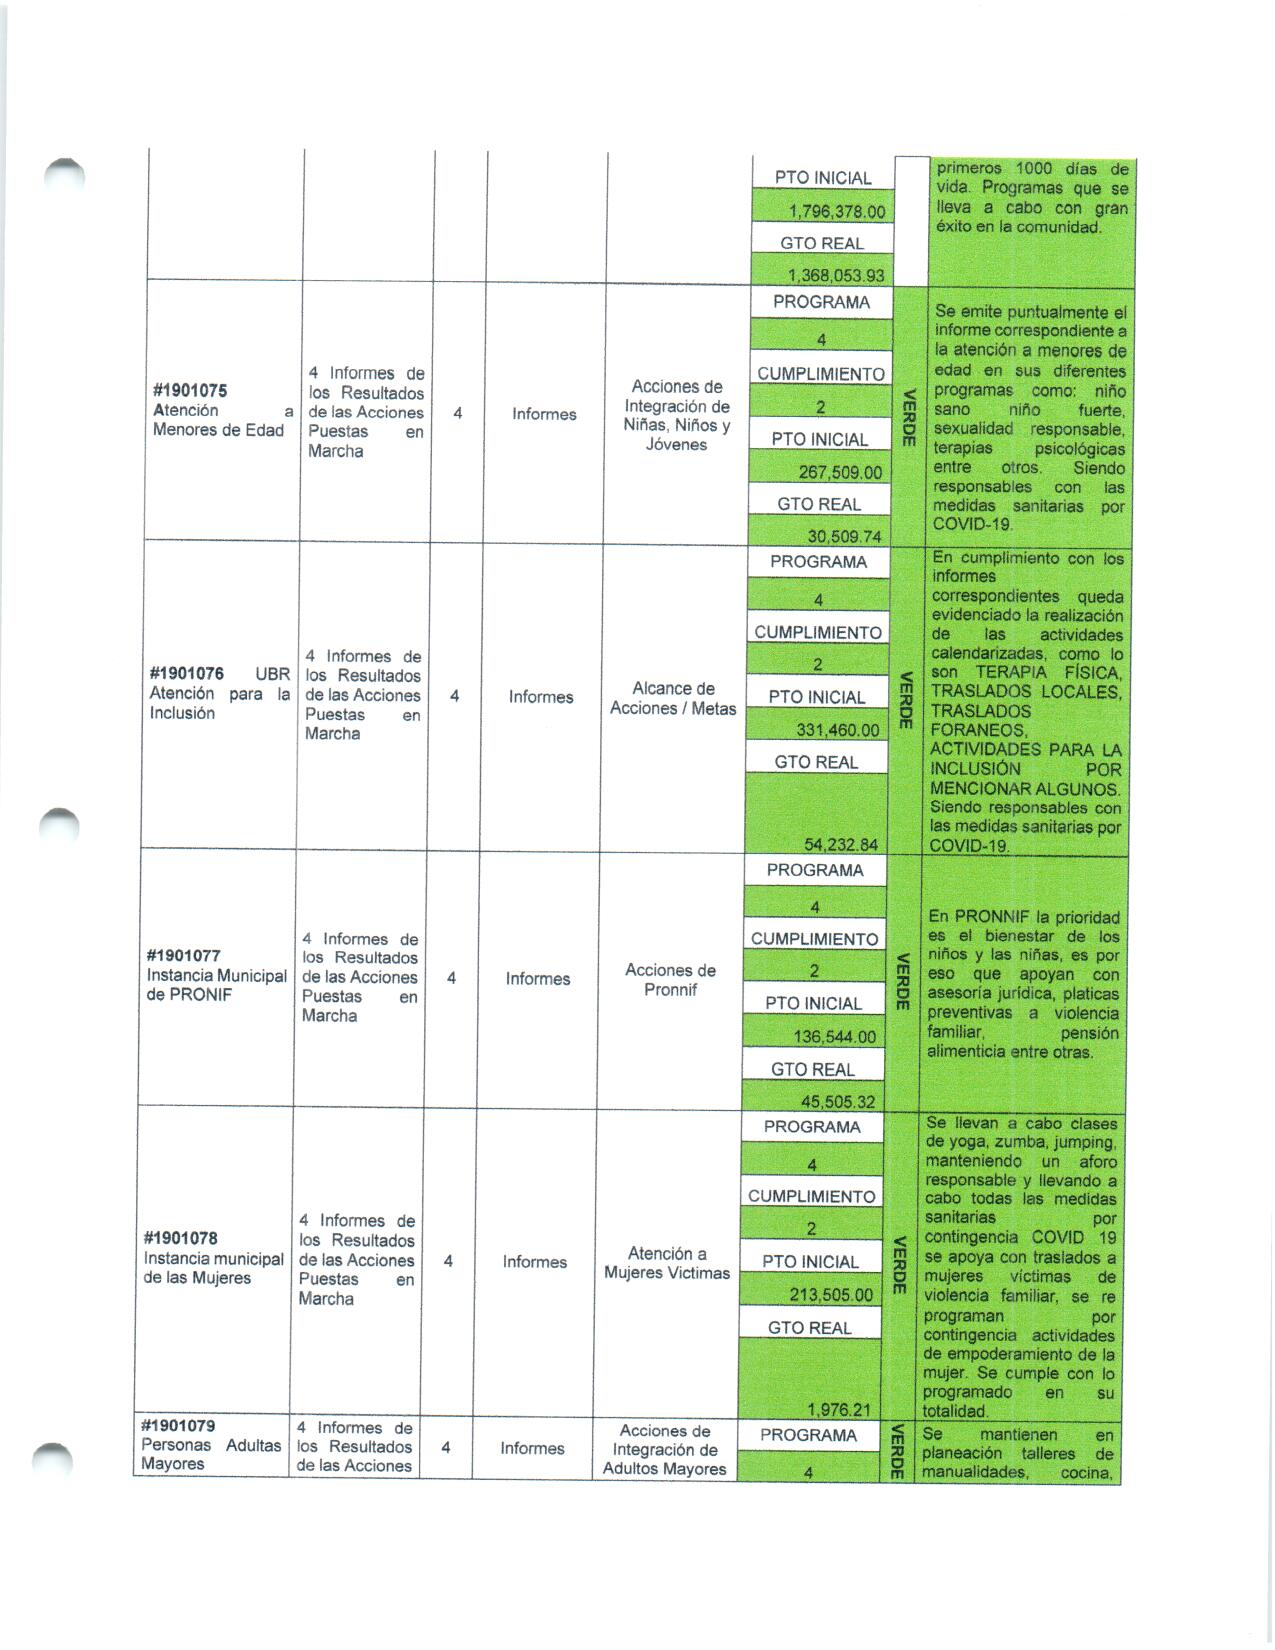 PTO INICIAL
1,796,378.00
GTO REAL
1,368,053.93
primeros 1000 días de
vida. Programas que se
lleva a cabo con gran
éxito en la comunidad.
#1901075
Atención a
Menores de Edad
4 Informes de
los Resultados
de las Acciones
Puestas en
Marcha
4
Informes
Acciones de
Integración de
Niñas, Niños y
Jóvenes
PROGRAMA
4
CUMPLIMIENTO
2
PTO INICIAL
267,509.00
GTO REAL
30,509.74
VERDE
Se emite puntualmente el
informe correspondiente a
la atención a menores de
edad en sus diferentes
programas como: niño
sano niño fuerte,
sexualidad responsable,
terapias psicológicas
entre otros. Siendo
responsables con las
medidas sanitarias por
COVID-19.
#1901076 UBR
Atención para la
Inclusión
4 Informes de
los Resultados
de las Acciones
Puestas en
Marcha
4
Informes
Alcance de
Acciones / Metas
PROGRAMA
4
CUMPLIMIENTO
2
PTO INICIAL
331,460.00
GTO REAL
54,232.84
VERDE
En cumplimiento con los
informes
correspondientes queda
evidenciado la realización
de las actividades
calendarizadas, como lo
son TERAPIA FÍSICA,
TRASLADOS LOCALES,
TRASLADOS
FORANEOS,
ACTIVIDADES PARA LA
INCLUSIÓN POR
MENCIONAR ALGUNOS.
Siendo responsables con
las medidas sanitarias por
COVID-19.
#1901077
Instancia Municipal
de PRONIF
4 Informes de
los Resultados
de las Acciones
Puestas en
Marcha
4
Informes
Acciones de
Pronnif
PROGRAMA
4
CUMPLIMIENTO
2
PTO INICIAL
136,544.00
GTO REAL
45,505.32
VERDE
En PRONNIF la prioridad
es el bienestar de los
niños y las niñas, es por
eso que apoyan con
asesoría jurídica, platicas
preventivas a violencia
familiar, pensión
alimenticia entre otras.
#1901078
Instancia municipal
de las Mujeres
4 Informes de
los Resultados
de las Acciones
Puestas en
Marcha
4
Informes
Atención a
Mujeres Victimas
PROGRAMA
4
CUMPLIMIENTO
2
PTO INICIAL
213,505.00
GTO REAL
1,976.21
VERDE
Se llevan a cabo clases
de yoga, zumba, jumping,
manteniendo un aforo
responsable y llevando a
cabo todas las medidas
sanitarias por
contingencia COVID 19
se apoya con traslados a
mujeres víctimas de
violencia familiar, se re
programan por
contingencia actividades
de empoderamiento de la
mujer. Se cumple con lo
programado en su
totalidad.
#1901079
Personas Adultas
Mayores
4 Informes de
los Resultados
de las Acciones
4
Informes
Acciones de
Integración de
Adultos Mayores
PROGRAMA
4
VERDE
Se mantienen en
planeación talleres de
manualidades, cocina,